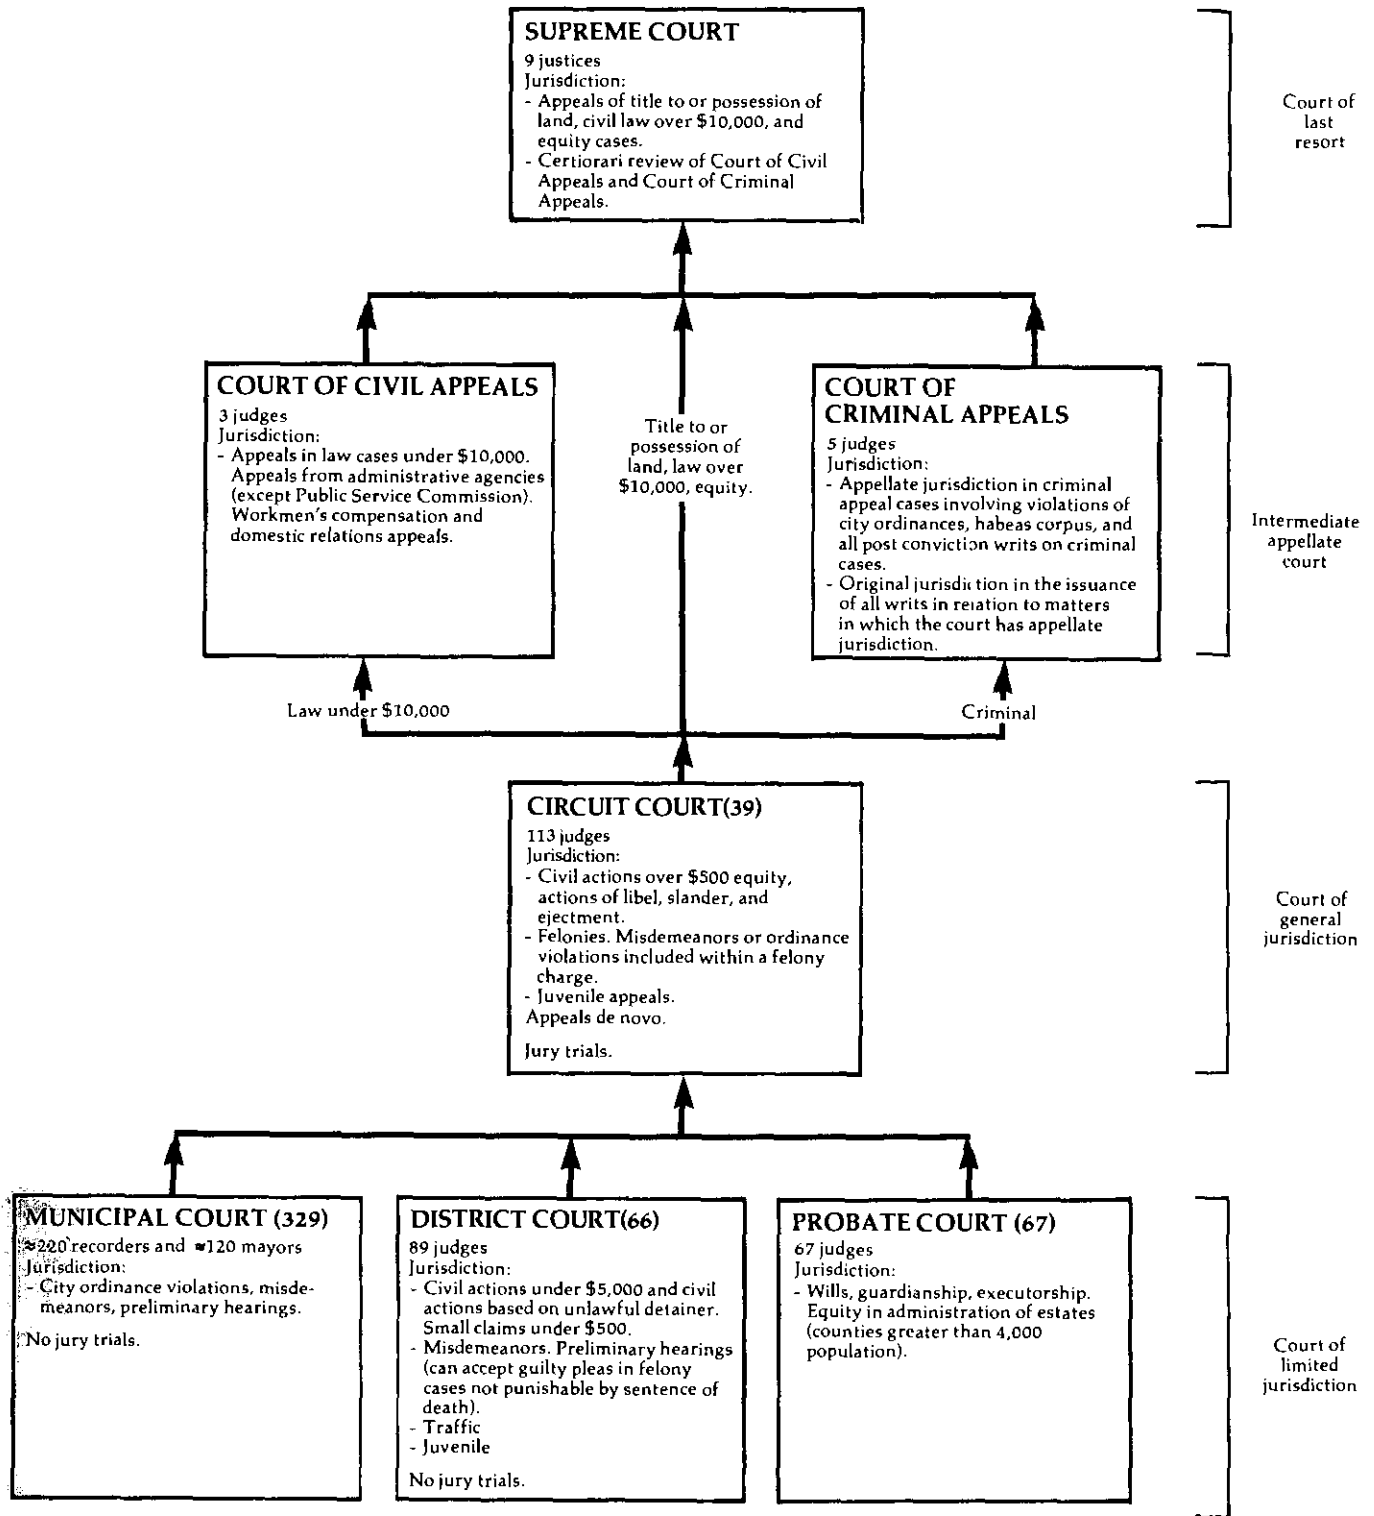 SUPREME COURT
9 justices
Jurisdiction:
- Appeals of title to or possession of
land, civil law over $10,000, and
equity cases.
- Certiorari review of Court of Civil
Appeals and Court of Criminal
Appeals.
Court of
last
resort
COURT OF CIVIL APPEALS
3 judges
Jurisdiction:
- Appeals in law cases under $10,000.
Appeals from administrative agencies
(except Public Service Commission).
Workmen's compensation and
domestic relations appeals.
Title to or
possession of
land, law over
$10,000, equity.
COURT OF
CRIMINAL APPEALS
5 judges
Jurisdiction:
- Appellate jurisdiction in criminal
appeal cases involving violations of
city ordinances, habeas corpus, and
all post conviction writs on criminal
cases.
- Original jurisdiction in the issuance
of all writs in relation to matters
in which the court has appellate
jurisdiction.
Intermediate
appellate
court
Law under $10,000
Criminal
CIRCUIT COURT(39)
113 judges
Jurisdiction:
- Civil actions over $500 equity,
actions of libel, slander, and
ejectment.
- Felonies. Misdemeanors or ordinance
violations included within a felony
charge.
- Juvenile appeals.
Appeals de novo.
Jury trials.
Court of
general
jurisdiction
MUNICIPAL COURT (329)
≈220 recorders and ≈120 mayors
Jurisdiction:
- City ordinance violations, misde-
meanors, preliminary hearings.
No jury trials.
DISTRICT COURT(66)
89 judges
Jurisdiction:
- Civil actions under $5,000 and civil
actions based on unlawful detainer.
Small claims under $500.
- Misdemeanors. Preliminary hearings
(can accept guilty pleas in felony
cases not punishable by sentence of
death).
- Traffic
- Juvenile
No jury trials.
PROBATE COURT (67)
67 judges
Jurisdiction:
- Wills, guardianship, executorship.
Equity in administration of estates
(counties greater than 4,000
population).
Court of
limited
jurisdiction